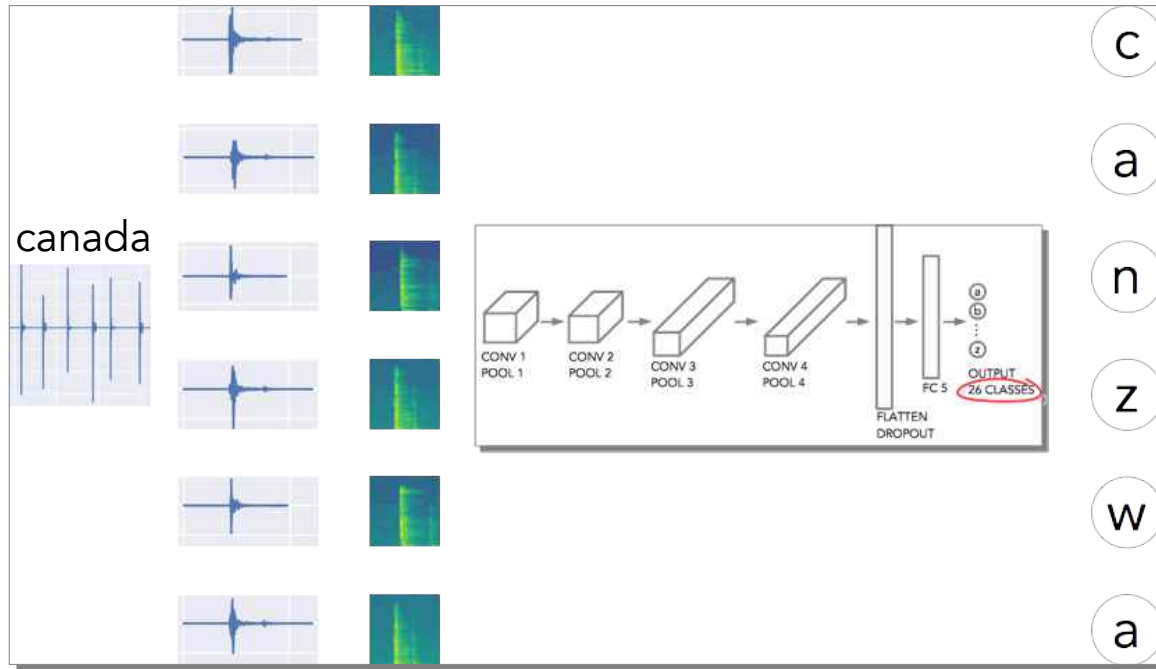 canada
CONV 1
POOL 1
CONV 2
POOL 2
CONV 3
POOL 3
CONV 4
POOL 4
FLATTEN
DROPOUT
FC 5
a
b
z
OUTPUT
26 CLASSES
c
a
n
z
w
a